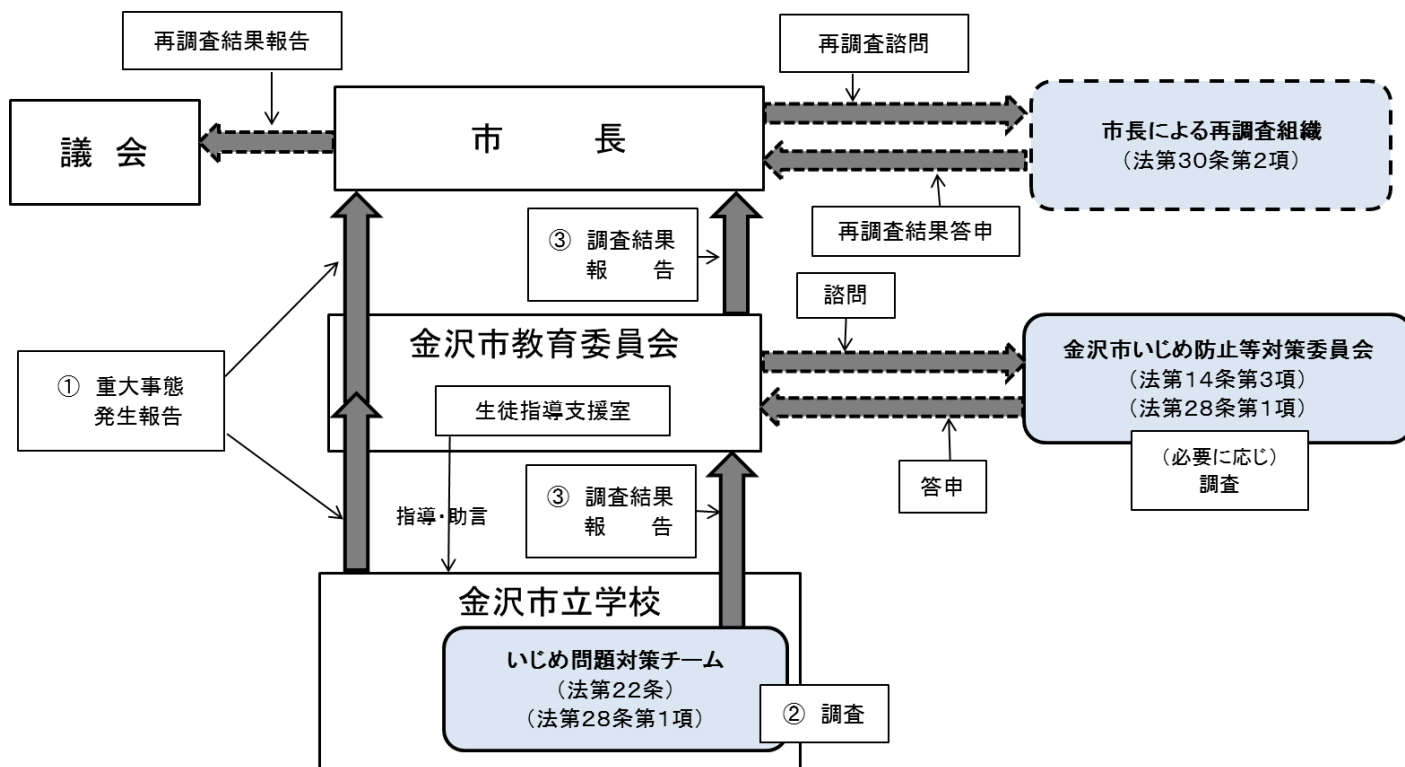 再調査結果報告
再調査諮問
議 会
市 長
市長による再調査組織
（法第30条第2項）
③ 調査結果
報 告
再調査結果答申
諮問
① 重大事態
発生報告
金沢市教育委員会
生徒指導支援室
金沢市いじめ防止等対策委員会
（法第14条第3項）
（法第28条第1項）
（必要に応じ）
調査
答申
指導・助言
③ 調査結果
報 告
金沢市立学校
いじめ問題対策チーム
（法第22条）
（法第28条第1項）
② 調査